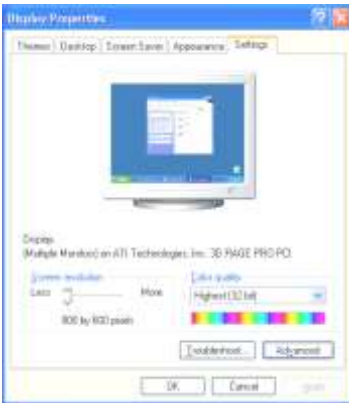 Display Properties
Themes Desktop Screen Saver Appearance Settings
Display:
(Multiple Monitors) on ATI Technologies, Inc. 3D RAGE PRO PCI
Screen resolution
Less More
800 by 600 pixels
Color quality
Highest (32 bit)
Troubleshoot... Advanced
OK Cancel Apply